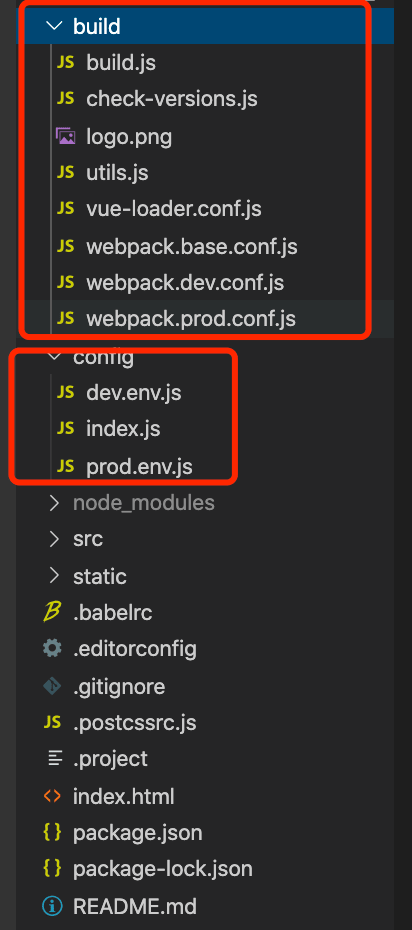 build
JS build.js
JS check-versions.js
logo.png
JS utils.js
JS vue-loader.conf.js
JS webpack.base.conf.js
JS webpack.dev.conf.js
JS webpack.prod.conf.js
config
JS dev.env.js
JS index.js
JS prod.env.js
node_modules
src
static
.babelrc
.editorconfig
.gitignore
JS .postcssrc.js
.project
<> index.html
{} package.json
{} package-lock.json
README.md